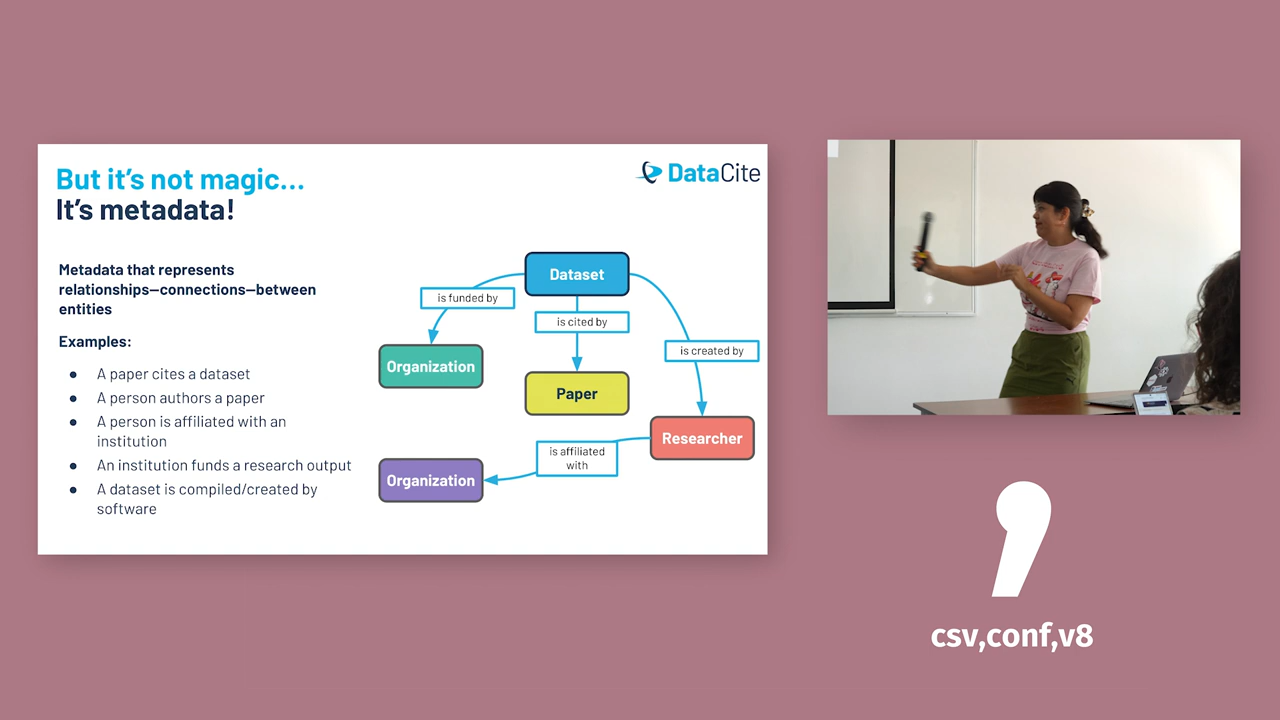 But it's not magic...
It's metadata!
DataCite
Metadata that represents
relationships—connections—between
entities
Examples:
● A paper cites a dataset
● A person authors a paper
● A person is affiliated with an
institution
● An institution funds a research output
● A dataset is compiled/created by
software
Dataset
is funded by
is cited by
is created by
Organization
Paper
Researcher
is affiliated
with
Organization
csv,conf,v8